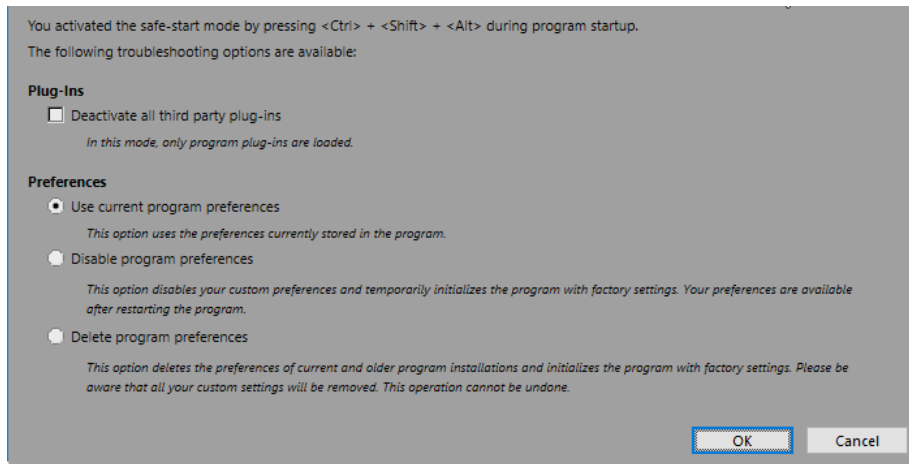 You activated the safe-start mode by pressing <Ctrl> + <Shift> + <Alt> during program startup.
The following troubleshooting options are available:
Plug-Ins
Deactivate all third party plug-ins
In this mode, only program plug-ins are loaded.
Preferences
Use current program preferences
This option uses the preferences currently stored in the program.
Disable program preferences
This option disables your custom preferences and temporarily initializes the program with factory settings. Your preferences are available
after restarting the program.
Delete program preferences
This option deletes the preferences of current and older program installations and initializes the program with factory settings. Please be
aware that all your custom settings will be removed. This operation cannot be undone.
OK Cancel